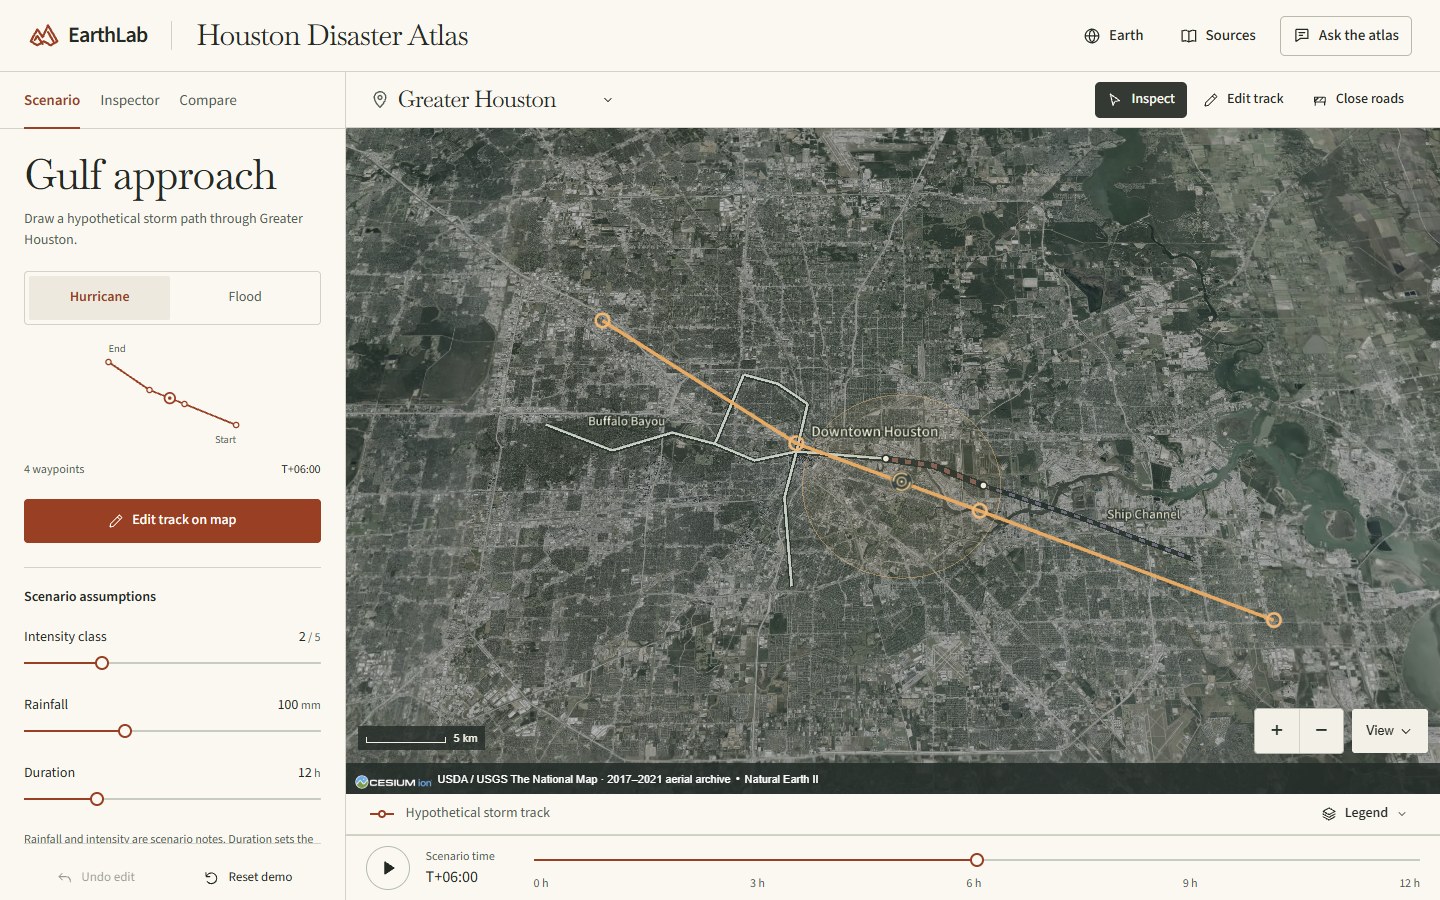 EarthLab
Houston Disaster Atlas
Earth
Sources
Ask the atlas
Scenario
Inspector
Compare
Greater Houston
Inspect
Edit track
Close roads
Gulf approach
Draw a hypothetical storm path through Greater
Houston.
Hurricane
Flood
End
Start
4 waypoints
T+06:00
Edit track on map
Scenario assumptions
Intensity class
2 / 5
Rainfall
100 mm
Duration
12 h
Rainfall and intensity are scenario notes. Duration sets the
Undo edit
Reset demo
Buffalo Bayou
Downtown Houston
Ship Channel
5 km
+
−
View
CESIUM ion
USDA / USGS The National Map · 2017–2021 aerial archive • Natural Earth II
Hypothetical storm track
Legend
Scenario time
T+06:00
0 h
3 h
6 h
9 h
12 h